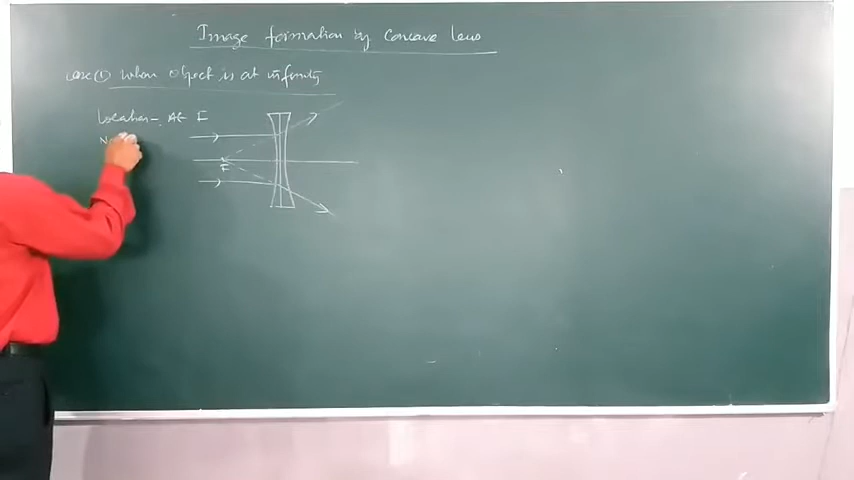 Image formation by Concave lens
case ① when object is at infinity
Location - At F
N
F